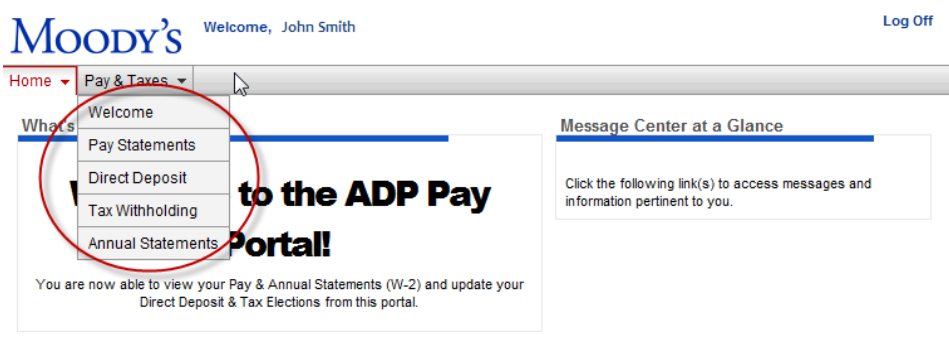 MOODY'S Welcome, John Smith Log Off
Home Pay & Taxes
Welcome
Pay Statements
Direct Deposit
Tax Withholding
Annual Statements
What's
to the ADP Pay
Portal!
You are now able to view your Pay & Annual Statements (W-2) and update your
Direct Deposit & Tax Elections from this portal.
Message Center at a Glance
Click the following link(s) to access messages and
information pertinent to you.